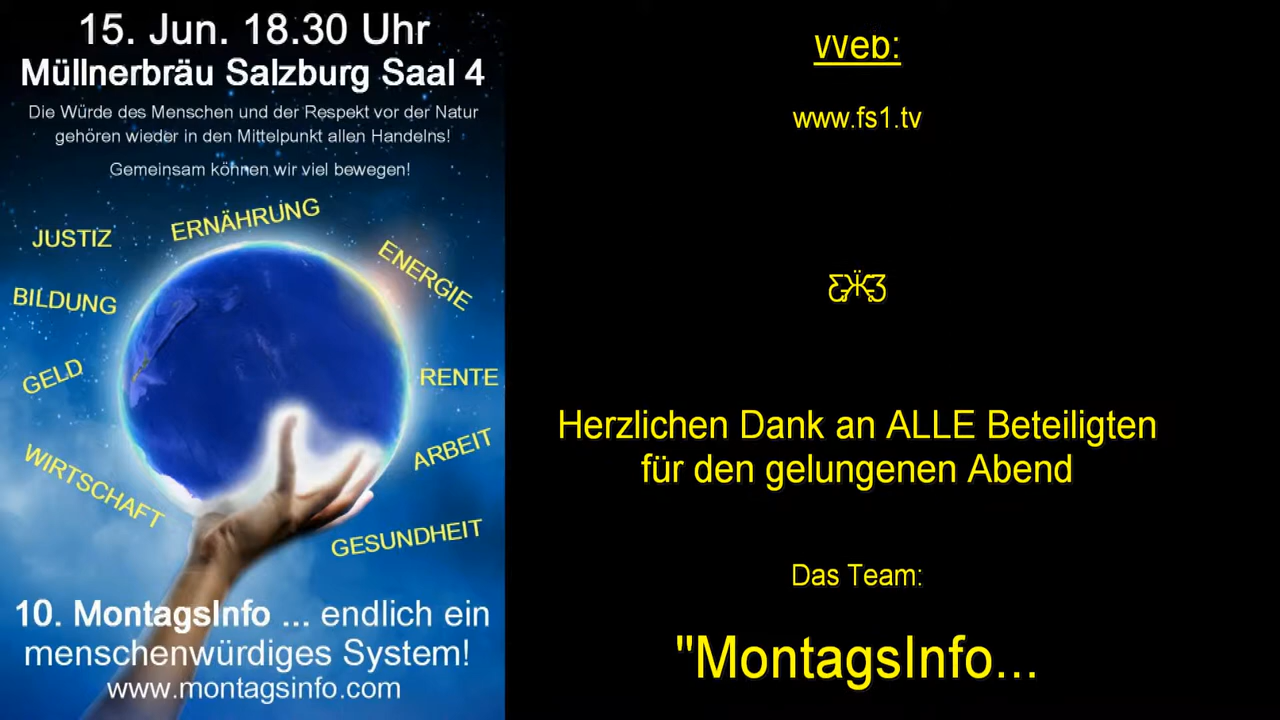 15. Jun. 18.30 Uhr
Müllnerbräu Salzburg Saal 4
Die Würde des Menschen und der Respekt vor der Natur
gehören wieder in den Mittelpunkt allen Handelns!
Gemeinsam können wir viel bewegen!
ERNÄHRUNG
JUSTIZ
ENERGIE
BILDUNG
GELD
RENTE
WIRTSCHAFT
ARBEIT
GESUNDHEIT
10. MontagsInfo ... endlich ein
menschenwürdiges System!
www.montagsinfo.com
Web:
www.fs1.tv
Ƹ̵̡Ӝ̵̨̄Ʒ
Herzlichen Dank an ALLE Beteiligten
für den gelungenen Abend
Das Team:
"MontagsInfo...